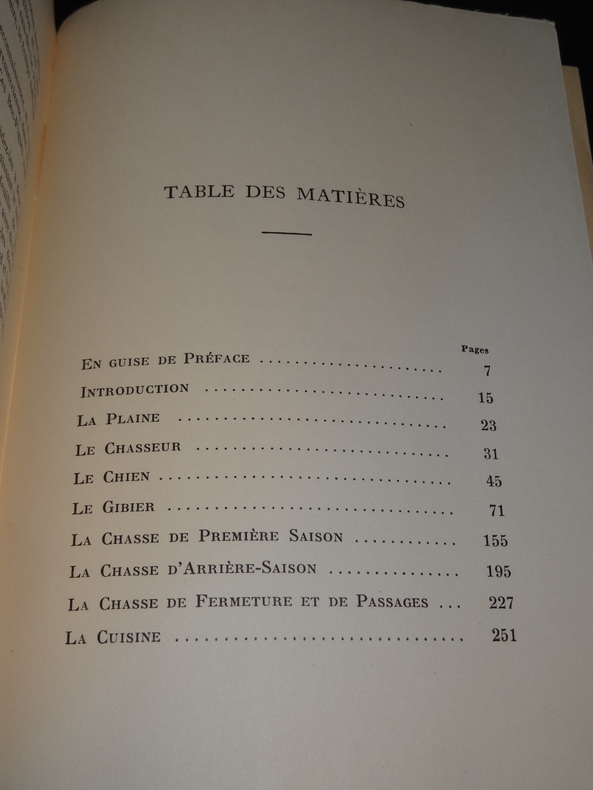 TABLE DES MATIÈRES
Pages
EN GUISE DE PRÉFACE ..................... 7
INTRODUCTION ........................... 15
LA PLAINE .............................. 23
LE CHASSEUR ............................ 31
LE CHIEN ............................... 45
LE GIBIER .............................. 71
LA CHASSE DE PREMIÈRE SAISON ............ 155
LA CHASSE D'ARRIÈRE-SAISON .............. 195
LA CHASSE DE FERMETURE ET DE PASSAGES ... 227
LA CUISINE .............................. 251